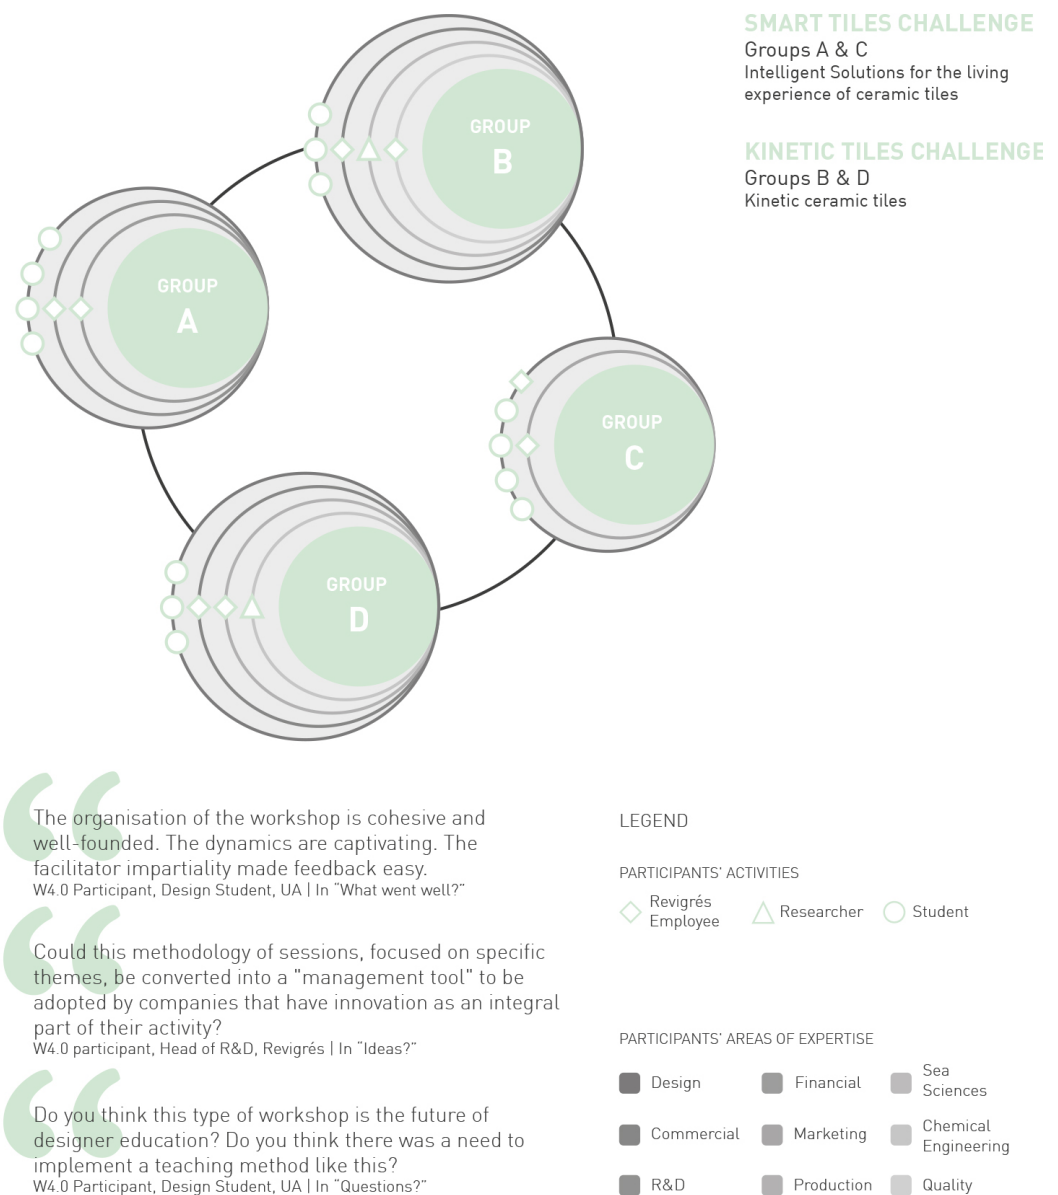 SMART TILES CHALLENGE
Groups A & C
Intelligent Solutions for the living
experience of ceramic tiles
KINETIC TILES CHALLENGE
Groups B & D
Kinetic ceramic tiles
GROUP
B
GROUP
A
GROUP
C
GROUP
D
The organisation of the workshop is cohesive and
well-founded. The dynamics are captivating. The
facilitator impartiality made feedback easy.
W4.0 Participant, Design Student, UA | In "What went well?"
Could this methodology of sessions, focused on specific
themes, be converted into a "management tool" to be
adopted by companies that have innovation as an integral
part of their activity?
W4.0 participant, Head of R&D, Revigrés | In "Ideas?"
Do you think this type of workshop is the future of
designer education? Do you think there was a need to
implement a teaching method like this?
W4.0 Participant, Design Student, UA | In "Questions?"
LEGEND
PARTICIPANTS' ACTIVITIES
Revigrés
Employee
Researcher
Student
PARTICIPANTS' AREAS OF EXPERTISE
Design
Financial
Sea
Sciences
Commercial
Marketing
Chemical
Engineering
R&D
Production
Quality